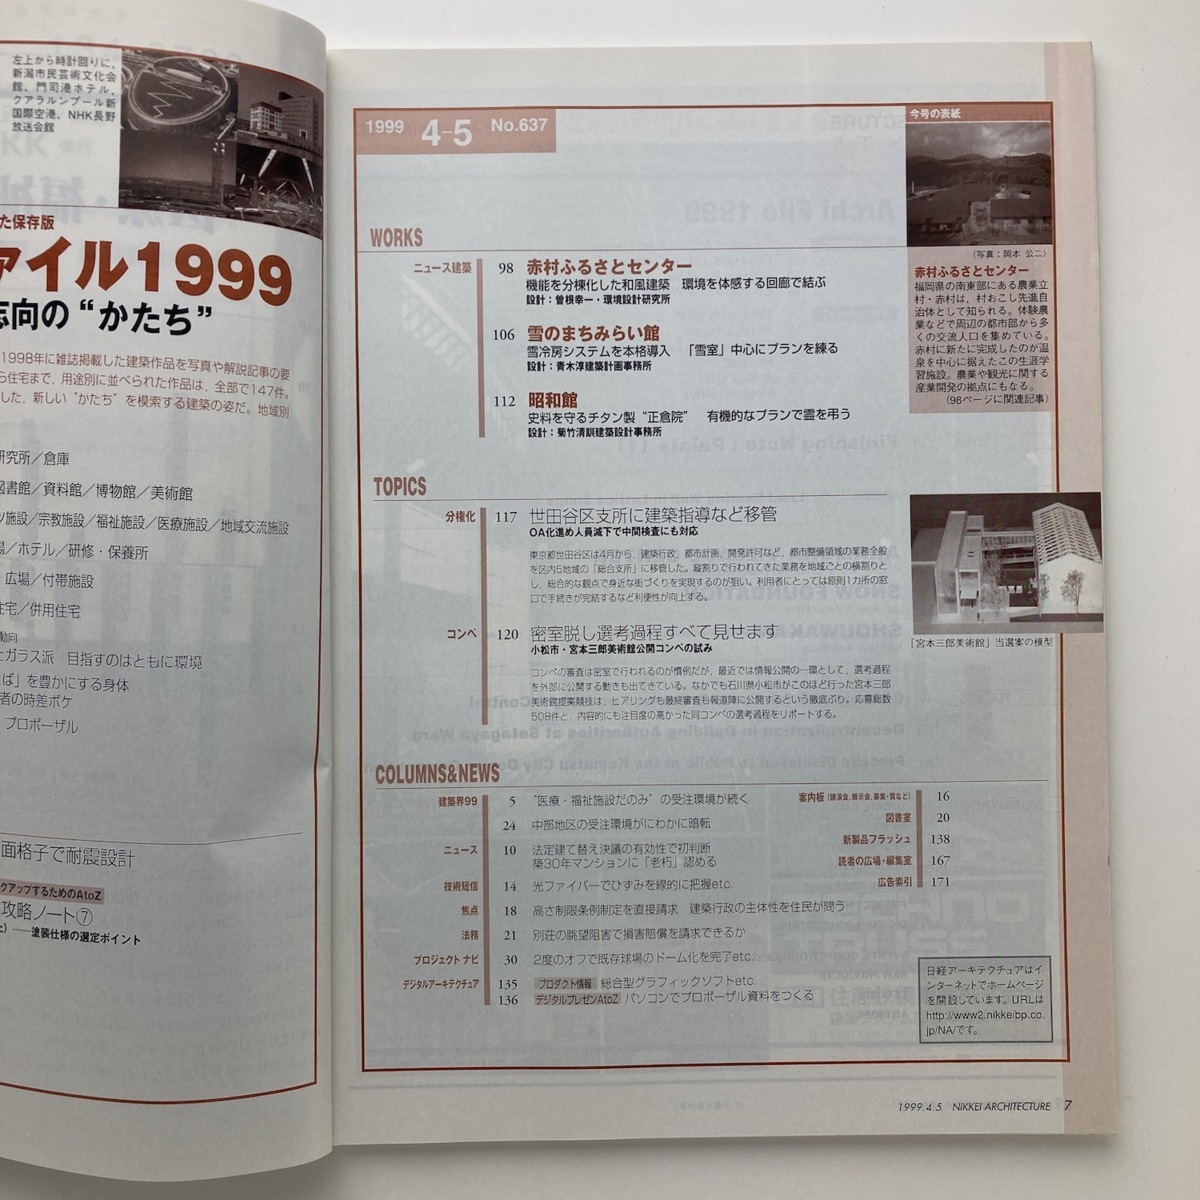 左上から時計回りに、
新潟市民芸術文化会
館、門司港ホテル、
クアラルンプール新
国際空港、NHK長野
放送会館
た保存版
ァイル1999
志向の“かたち”
1998年に雑誌掲載した建築作品を写真や解説記事の要
ら住宅まで，用途別に並べられた作品は，全部で147件。
した，新しい“かたち”を模索する建築の姿だ。地域別
研究所／倉庫
図書館／資料館／博物館／美術館
ツ施設／宗教施設／福祉施設／医療施設／地域交流施設
場／ホテル／研修・保養所
広場／付帯施設
住宅／併用住宅
動向
とガラス派　目指すのはともに環境
ば」を豊かにする身体
者の時差ボケ
プロポーザル
面格子で耐震設計
クアップするためのAtoZ
攻略ノート⑦
上）──塗装仕様の選定ポイント
1999 4-5 No.637
WORKS
ニュース建築 98 赤村ふるさとセンター
機能を分棟化した和風建築　環境を体感する回廊で結ぶ
設計：曽根幸一・環境設計研究所
106 雪のまちみらい館
雪冷房システムを本格導入　「雪室」中心にプランを練る
設計：青木淳建築計画事務所
112 昭和館
史料を守るチタン製“正倉院”　有機的なプランで霊を弔う
設計：菊竹清訓建築設計事務所
今号の表紙
（写真：岡本 公二）
赤村ふるさとセンター
福岡県の南東部にある農業立
村・赤村は，村おこし先進自
治体として知られる。体験農
業などで周辺の都市部から多
くの交流人口を集めている。
赤村に新たに完成したのが温
泉を中心に据えたこの生涯学
習施設。農業や観光に関する
産業開発の拠点にもなる。
（98ページに関連記事）
TOPICS
分権化 117 世田谷区支所に建築指導など移管
OA化進め人員減下で中間検査にも対応
東京都世田谷区は4月から，建築行政，都市計画，開発許可など，都市整備領域の業務全般
を区内5地域の「総合支所」に移管した。縦割りで行われてきた業務を地域ごとの横割りと
し，総合的な観点で身近な街づくりを実現するのが狙い。利用者にとっては原則1カ所の窓
口で手続きが完結するなど利便性が向上する。
コンペ 120 密室脱し選考過程すべて見せます
小松市・宮本三郎美術館公開コンペの試み
コンペの審査は密室で行われるのが慣例だが，最近では情報公開の一環として，選考過程
を外部に公開する動きも出てきている。なかでも石川県小松市がこのほど行った宮本三郎
美術館提案競技は，ヒアリングも最終審査も報道陣に公開するという徹底ぶり。応募総数
508件と，内容的にも注目度の高かった同コンペの選考過程をリポートする。
「宮本三郎美術館」当選案の模型
COLUMNS&NEWS
建築界99 5 “医療・福祉施設だのみ”の受注環境が続く
24 中部地区の受注環境がにわかに暗転
ニュース 10 法定建て替え決議の有効性で初判断
築30年マンションに「老朽」認める
技術短信 14 光ファイバーでひずみを線的に把握etc.
焦点 18 高さ制限条例制定を直接請求　建築行政の主体性を住民が問う
法務 21 別荘の眺望阻害で損害賠償を請求できるか
プロジェクト ナビ 30 2度のオフで既存球場のドーム化を完了etc.
デジタルアーキテクチュア 135 プロダクト情報 総合型グラフィックソフトetc.
136 デジタルプレゼンAtoZ パソコンでプロポーザル資料をつくる
案内板（講演会，展示会，募集・賞など） 16
図書室 20
新製品フラッシュ 138
読者の広場・編集室 167
広告索引 171
日経アーキテクチュアはイ
ンターネットでホームページ
を開設しています。URLは
http://www2.nikkeibp.co.
jp/NA/です。
1999.4.5 NIKKEI ARCHITECTURE 7